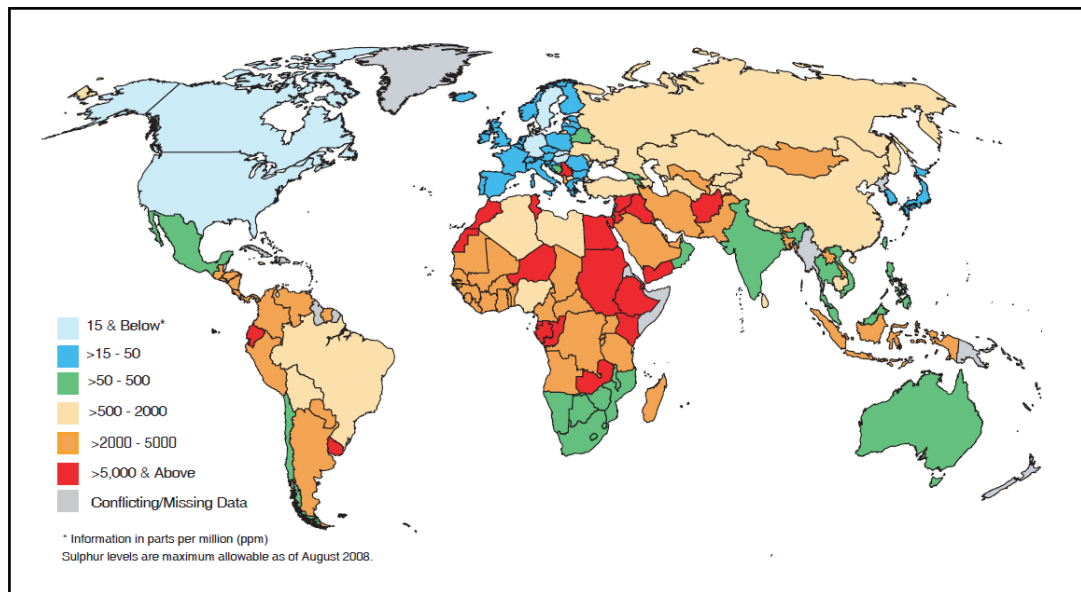 15 & Below*
>15 - 50
>50 - 500
>500 - 2000
>2000 - 5000
>5,000 & Above
Conflicting/Missing Data
* Information in parts per million (ppm)
Sulphur levels are maximum allowable as of August 2008.